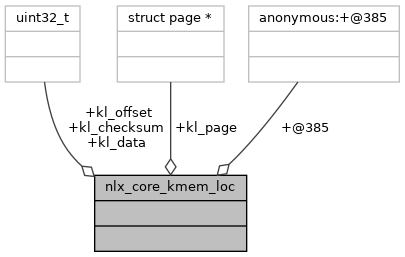 uint32_t
struct page *
anonymous:+@385
+kl_offset
+kl_checksum
+kl_data
+kl_page
+@385
nlx_core_kmem_loc